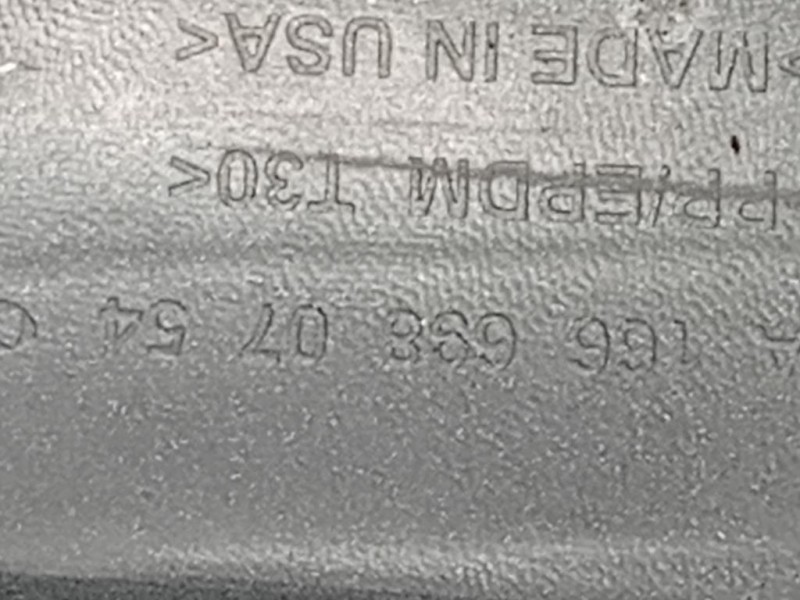 A 166 698 07 54 C
PP/EPDM T30<
>MADE IN USA<